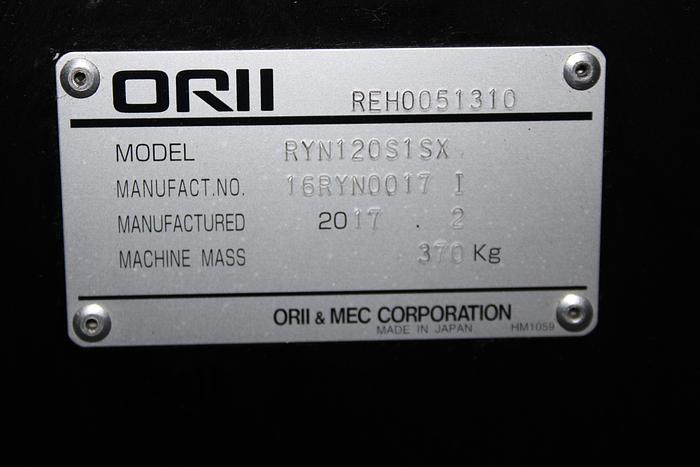 ORII REH0051310
MODEL RYN120S1SX
MANUFACT.NO. 16RYN0017 I
MANUFACTURED 2017 . 2
MACHINE MASS 370 Kg
ORII & MEC CORPORATION
MADE IN JAPAN HM1059